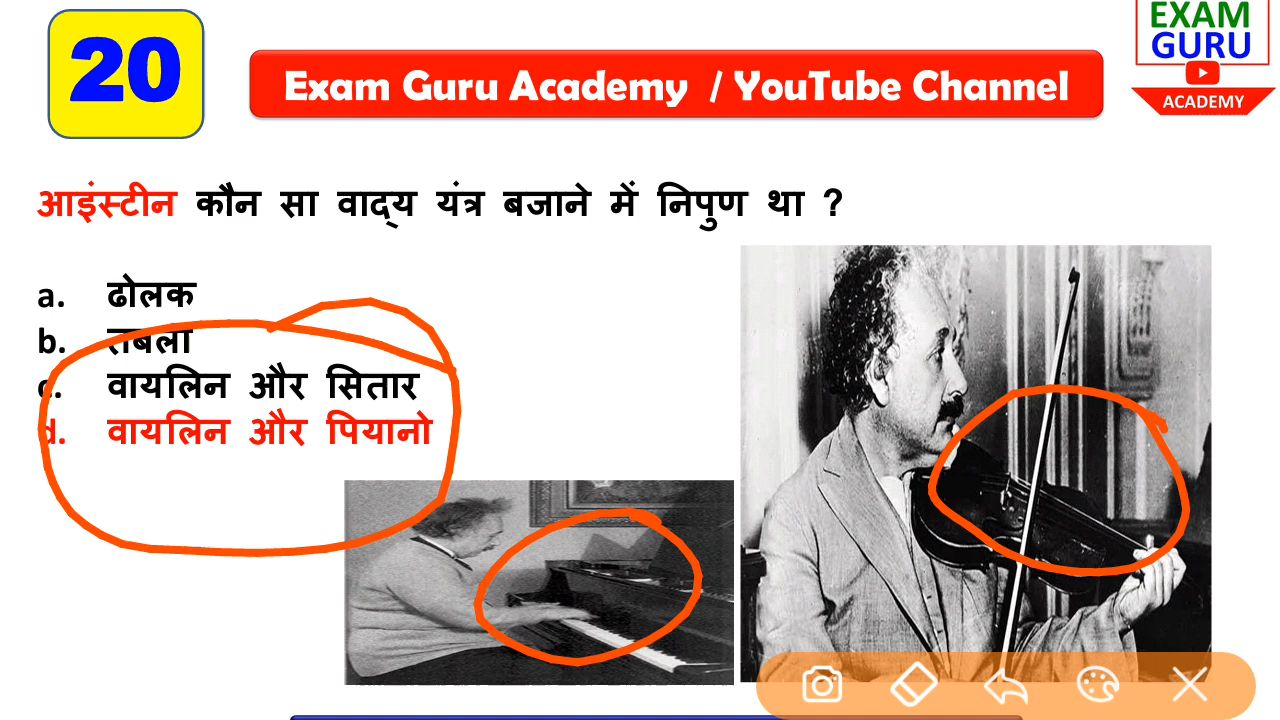 20
Exam Guru Academy / YouTube Channel
EXAM
GURU
ACADEMY
आइंस्टीन कौन सा वाद्य यंत्र बजाने में निपुण था ?
a. ढोलक
b. तबला
c. वायलिन और सितार
d. वायलिन और पियानो